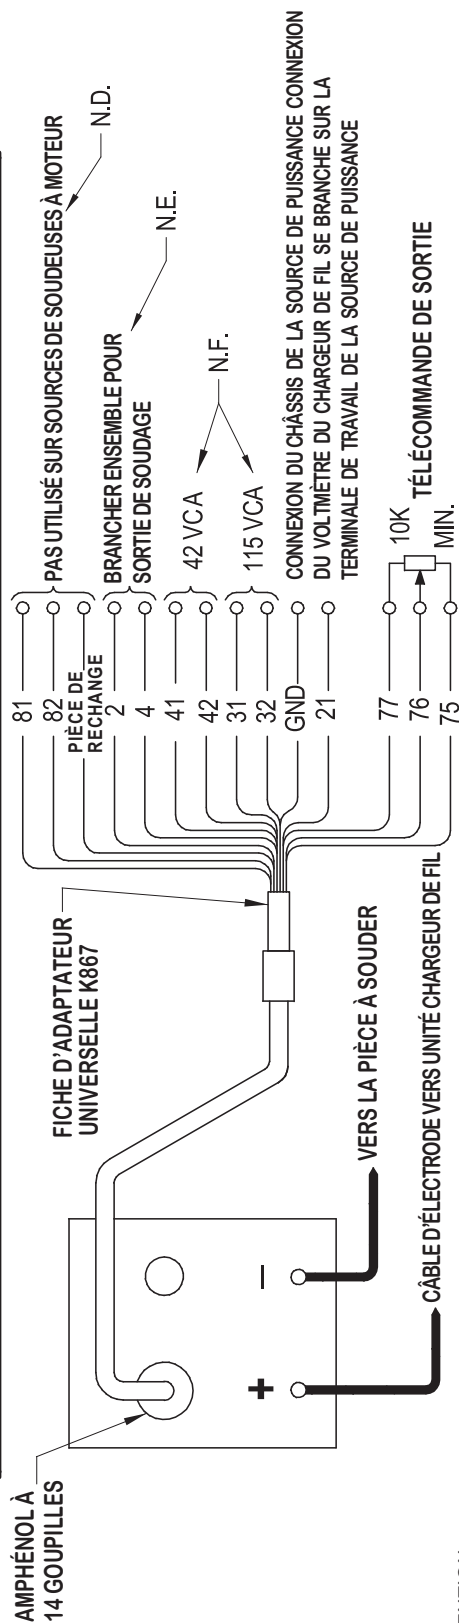 AMPHÉNOL À
14 GOUPILLES
FICHE D'ADAPTATEUR
UNIVERSELLE K867
81
82
PIÈCE DE
RECHANGE
2
4
41
42
31
32
GND
21
77
76
75
PAS UTILISÉ SUR SOURCES DE SOUDEUSES À MOTEUR
N.D.
BRANCHER ENSEMBLE POUR
SORTIE DE SOUDAGE
N.E.
42 VCA
115 VCA
N.F.
CONNEXION DU CHÂSSIS DE LA SOURCE DE PUISSANCE CONNEXION
DU VOLTMÈTRE DU CHARGEUR DE FIL SE BRANCHE SUR LA
TERMINALE DE TRAVAIL DE LA SOURCE DE PUISSANCE
10K
MIN.
TÉLÉCOMMANDE DE SORTIE
+
–
VERS LA PIÈCE À SOUDER
CÂBLE D'ÉLECTRODE VERS UNITÉ CHARGEUR DE FIL